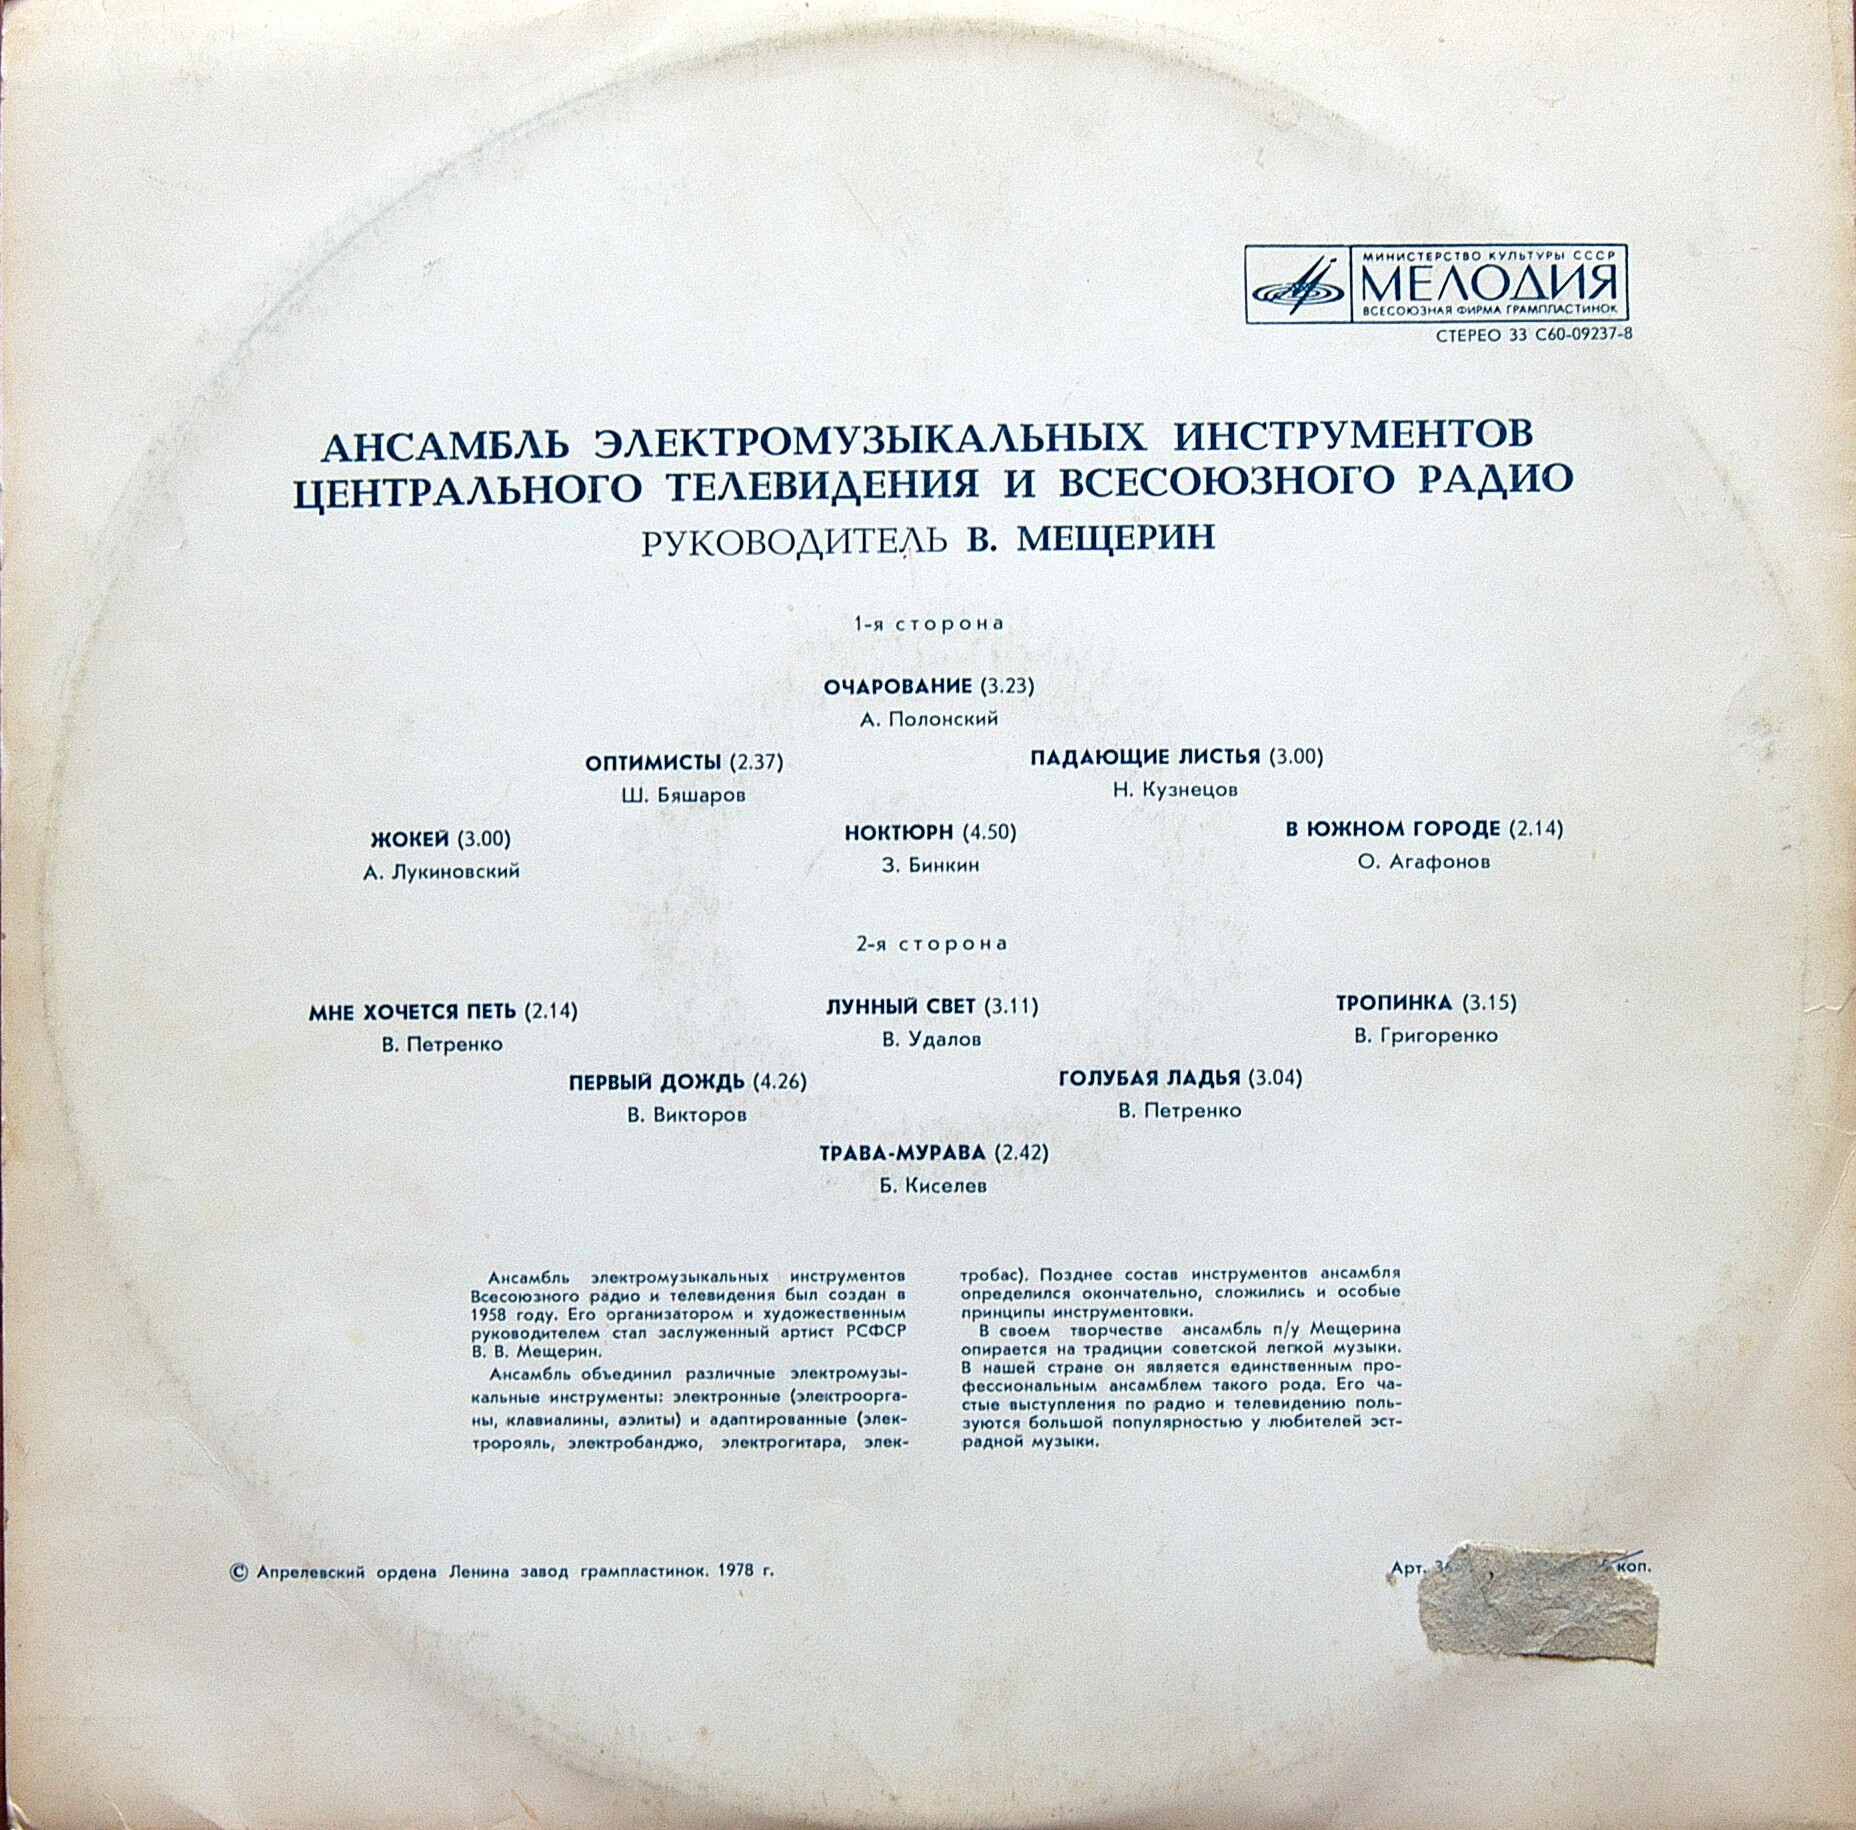 МИНИСТЕРСТВО КУЛЬТУРЫ СССР
МЕЛОДИЯ
ВСЕСОЮЗНАЯ ФИРМА ГРАМПЛАСТИНОК
СТЕРЕО 33 С60-09237-8
АНСАМБЛЬ ЭЛЕКТРОМУЗЫКАЛЬНЫХ ИНСТРУМЕНТОВ
ЦЕНТРАЛЬНОГО ТЕЛЕВИДЕНИЯ И ВСЕСОЮЗНОГО РАДИО
РУКОВОДИТЕЛЬ В. МЕЩЕРИН
1-я сторона
ОЧАРОВАНИЕ (3.23)
А. Полонский
ОПТИМИСТЫ (2.37)
Ш. Бяшаров
ПАДАЮЩИЕ ЛИСТЬЯ (3.00)
Н. Кузнецов
ЖОКЕЙ (3.00)
А. Лукиновский
НОКТЮРН (4.50)
З. Бинкин
В ЮЖНОМ ГОРОДЕ (2.14)
О. Агафонов
2-я сторона
МНЕ ХОЧЕТСЯ ПЕТЬ (2.14)
В. Петренко
ЛУННЫЙ СВЕТ (3.11)
В. Удалов
ТРОПИНКА (3.15)
В. Григоренко
ПЕРВЫЙ ДОЖДЬ (4.26)
В. Викторов
ГОЛУБАЯ ЛАДЬЯ (3.04)
В. Петренко
ТРАВА-МУРАВА (2.42)
Б. Киселев
Ансамбль электромузыкальных инструментов
Всесоюзного радио и телевидения был создан в
1958 году. Его организатором и художественным
руководителем стал заслуженный артист РСФСР
В. В. Мещерин.
Ансамбль объединил различные электромузы-
кальные инструменты: электронные (электроорга-
ны, клавиалины, аэлиты) и адаптированные (элек-
тророяль, электробанджо, электрогитара, элек-
тробас). Позднее состав инструментов ансамбля
определился окончательно, сложились и особые
принципы инструментовки.
В своем творчестве ансамбль п/у Мещерина
опирается на традиции советской легкой музыки.
В нашей стране он является единственным про-
фессиональным ансамблем такого рода. Его ча-
стые выступления по радио и телевидению поль-
зуются большой популярностью у любителей эст-
радной музыки.
© Апрелевский ордена Ленина завод грампластинок. 1978 г.
Арт. коп.